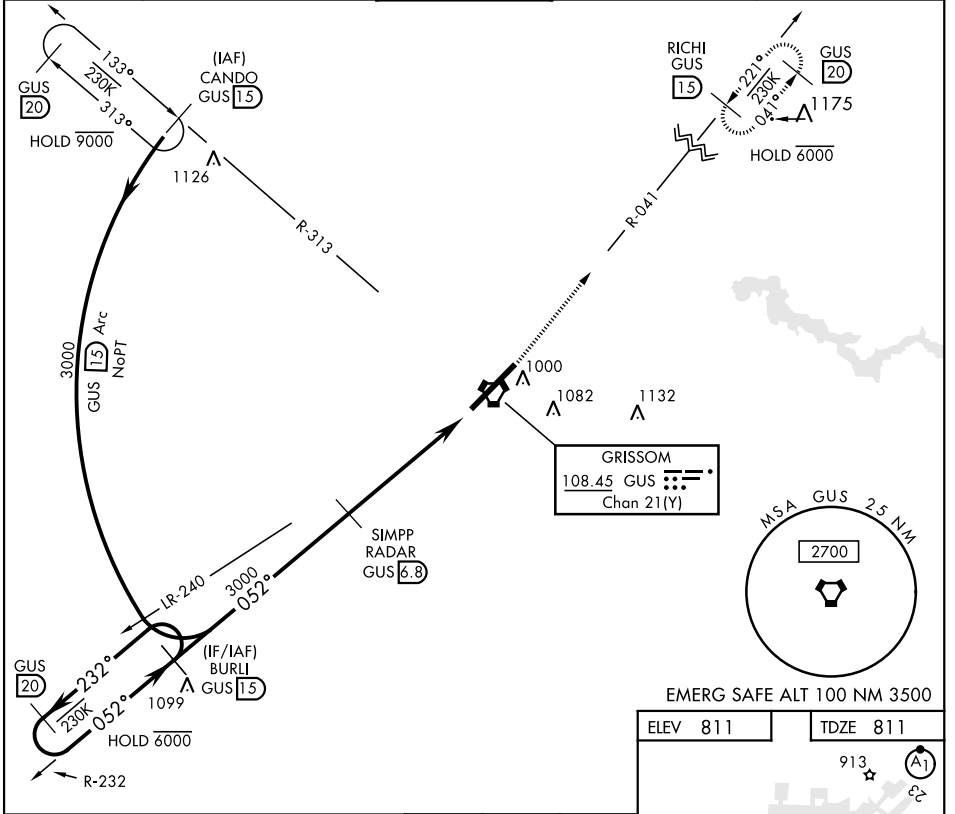 133°
230K
313°
GUS
20
HOLD 9000
(IAF)
CANDO
GUS 15
1126
R-313
RICHI
GUS
15
221°
230K
041°
GUS
20
1175
HOLD 6000
R-041
3000
GUS 15 Arc
NoPT
1000
1082
1132
GRISSOM
108.45 GUS
Chan 21(Y)
SIMPP
RADAR
GUS 6.8
LR-240
3000
052°
(IF/IAF)
BURLI
GUS 15
GUS
20
232°
230K
052°
1099
HOLD 6000
R-232
MSA GUS 25 NM
2700
EMERG SAFE ALT 100 NM 3500
ELEV 811
TDZE 811
913
A1
23